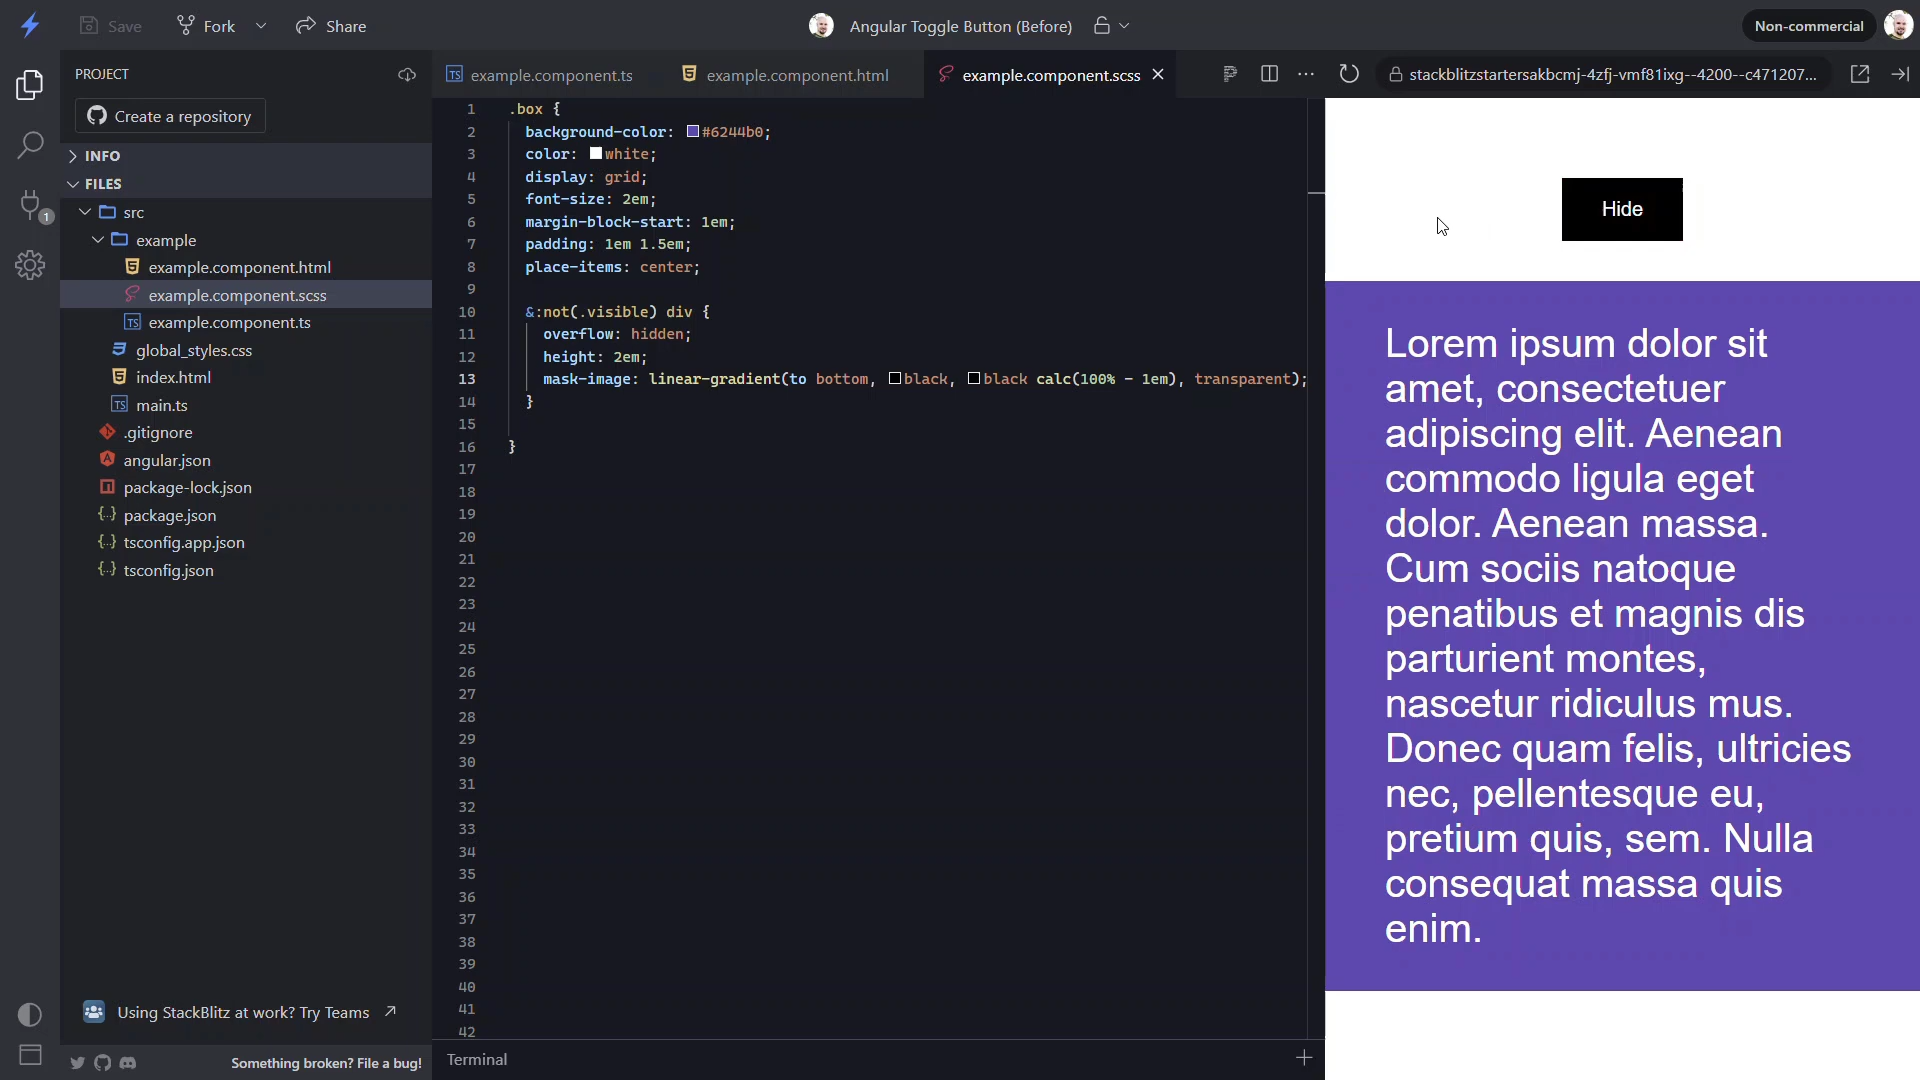 Save
Fork
Share
Angular Toggle Button (Before)
Non-commercial
PROJECT
Create a repository
INFO
FILES
src
example
example.component.html
example.component.scss
example.component.ts
global_styles.css
index.html
main.ts
.gitignore
angular.json
package-lock.json
package.json
tsconfig.app.json
tsconfig.json
1
Using StackBlitz at work? Try Teams
Something broken? File a bug!
example.component.ts
example.component.html
example.component.scss
stackblitzstartersakbcmj-4zfj-vmf81ixg--4200--c471207...
1 .box {
2 background-color: #6244b0;
3 color: white;
4 display: grid;
5 font-size: 2em;
6 margin-block-start: 1em;
7 padding: 1em 1.5em;
8 place-items: center;
9
10 &:not(.visible) div {
11 overflow: hidden;
12 height: 2em;
13 mask-image: linear-gradient(to bottom, black, black calc(100% - 1em), transparent);
14 }
15
16 }
17
18
19
20
21
22
23
24
25
26
27
28
29
30
31
32
33
34
35
36
37
38
39
40
41
42
Terminal
Hide
Lorem ipsum dolor sit
amet, consectetuer
adipiscing elit. Aenean
commodo ligula eget
dolor. Aenean massa.
Cum sociis natoque
penatibus et magnis dis
parturient montes,
nascetur ridiculus mus.
Donec quam felis, ultricies
nec, pellentesque eu,
pretium quis, sem. Nulla
consequat massa quis
enim.